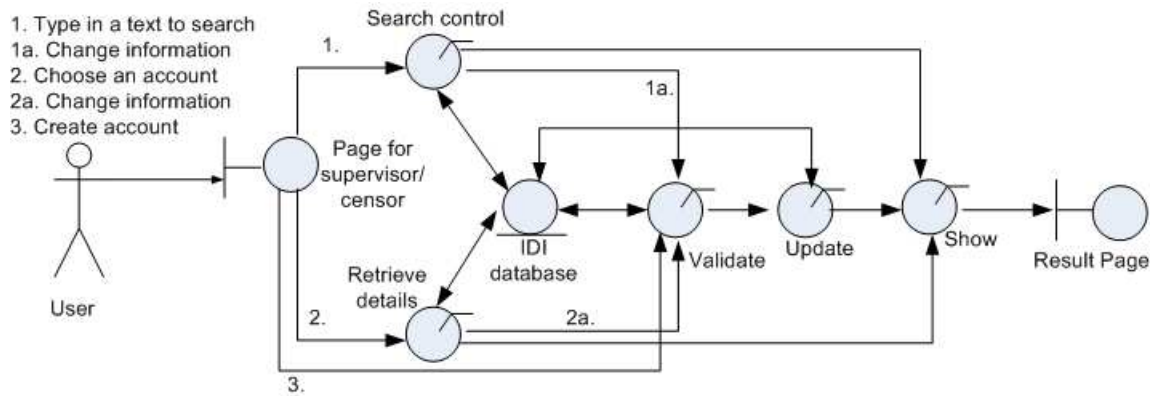 1. Type in a text to search
1a. Change information
2. Choose an account
2a. Change information
3. Create account
Search control
1.
1a.
Page for
supervisor/
censor
IDI
database
Validate
Update
Show
Result Page
Retrieve
details
User
2.
2a.
3.